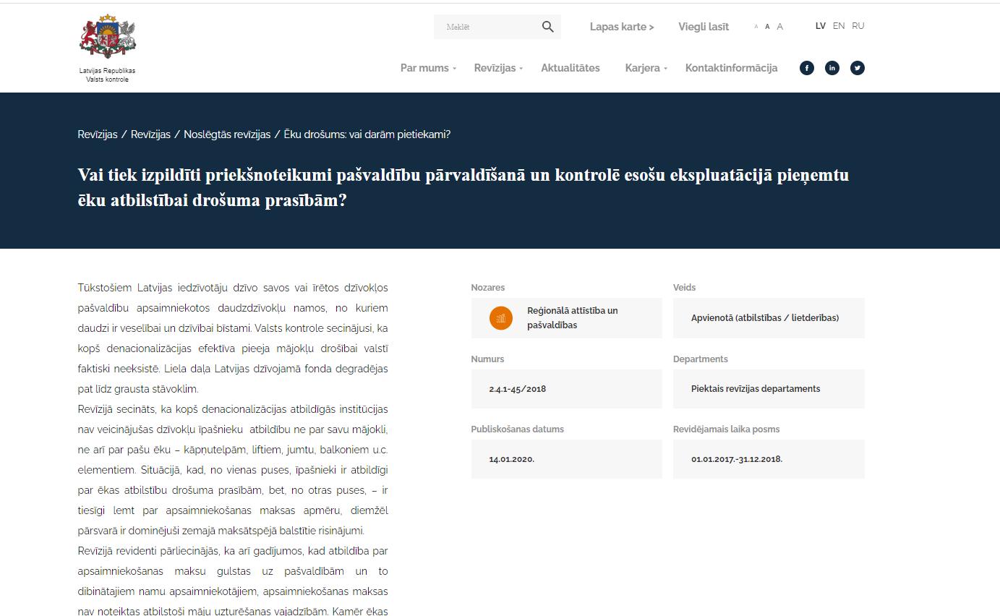 Latvijas Republikas
Valsts kontrole
Meklēt
Lapas karte >
Viegli lasīt
A A A
LV EN RU
Par mums
Revīzijas
Aktualitātes
Karjera
Kontaktinformācija
Revīzijas / Revīzijas / Noslēgtās revīzijas / Ēku drošums: vai darām pietiekami?
Vai tiek izpildīti priekšnoteikumi pašvaldību pārvaldīšanā un kontrolē esošu ekspluatācijā pieņemtu
ēku atbilstībai drošuma prasībām?
Tūkstošiem Latvijas iedzīvotāju dzīvo savos vai īrētos dzīvokļos
pašvaldību apsaimniekotos daudzdzīvokļu namos, no kuriem
daudzi ir veselībai un dzīvībai bīstami. Valsts kontrole secinājusi, ka
kopš denacionalizācijas efektīva pieeja mājokļu drošībai valstī
faktiski neeksistē. Liela daļa Latvijas dzīvojamā fonda degradējas
pat līdz grausta stāvoklim.
Revīzijā secināts, ka kopš denacionalizācijas atbildīgās institūcijas
nav veicinājušas dzīvokļu īpašnieku atbildību ne par savu mājokli,
ne arī par pašu ēku – kāpņutelpām, liftiem, jumtu, balkoniem u.c.
elementiem. Situācijā, kad, no vienas puses, īpašnieki ir atbildīgi
par ēkas atbilstību drošuma prasībām, bet, no otras puses, – ir
tiesīgi lemt par apsaimniekošanas maksas apmēru, diemžēl
pārsvarā ir dominējuši zemajā maksātspējā balstītie risinājumi.
Revīzijā revidenti pārliecinājās, ka arī gadījumos, kad atbildība par
apsaimniekošanas maksu gulstas uz pašvaldībām un to
dibinātajiem namu apsaimniekotājiem, apsaimniekošanas maksas
nav noteiktas atbilstoši māju uzturēšanas vajadzībām. Kamēr ēkas
Nozares
Reģionālā attīstība un
pašvaldības
Veids
Apvienotā (atbilstības / lietderības)
Numurs
2.4.1-45/2018
Departments
Piektais revīzijas departaments
Publiskošanas datums
14.01.2020.
Revidējamais laika posms
01.01.2017.-31.12.2018.